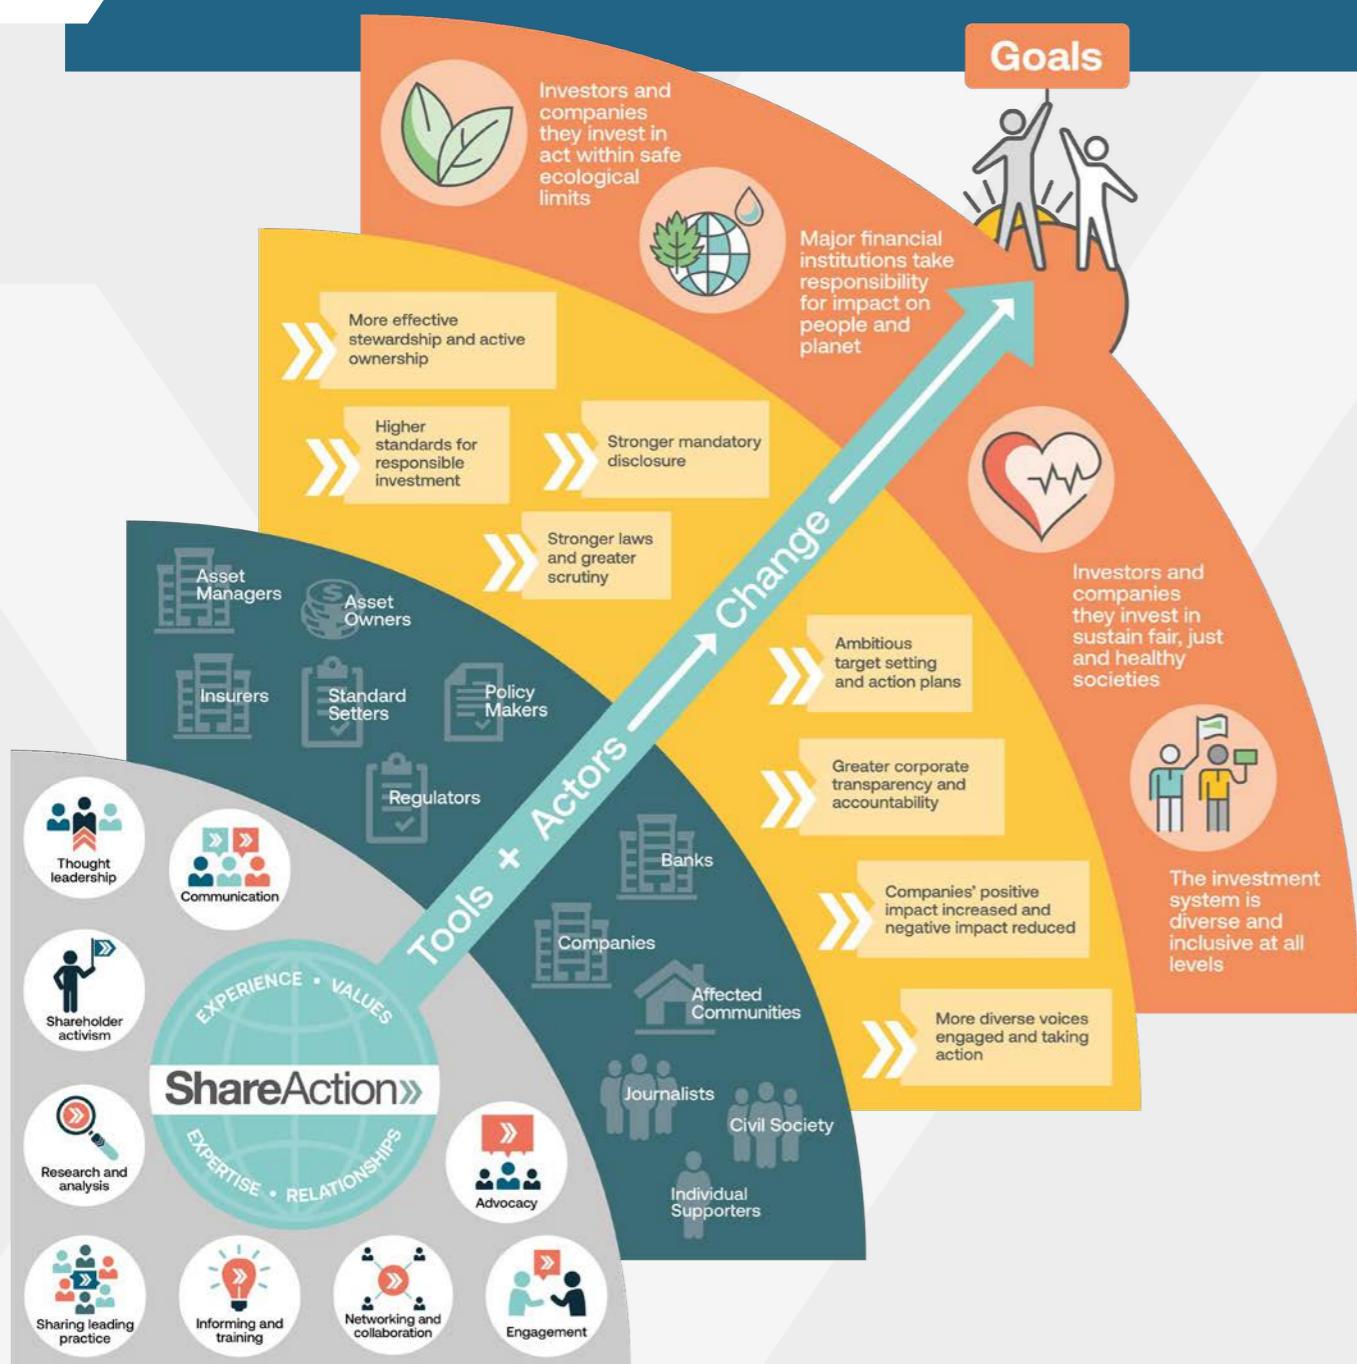 Goals
Investors and
companies
they invest in
act within safe
ecological
limits
Major financial
institutions take
responsibility
for impact on
people and
planet
Investors and
companies
they invest in
sustain fair, just
and healthy
societies
The investment
system is
diverse and
inclusive at all
levels
More effective
stewardship and active
ownership
Higher
standards for
responsible
investment
Stronger mandatory
disclosure
Stronger laws
and greater
scrutiny
Ambitious
target setting
and action plans
Greater corporate
transparency and
accountability
Companies' positive
impact increased and
negative impact reduced
More diverse voices
engaged and taking
action
Tools + Actors Change
Asset
Managers
Asset
Owners
Insurers
Standard
Setters
Policy
Makers
Regulators
Banks
Companies
Affected
Communities
Journalists
Civil Society
Individual
Supporters
Thought
leadership
Communication
Shareholder
activism
EXPERIENCE • VALUES
ShareAction»
EXPERTISE • RELATIONSHIPS
Research and
analysis
Advocacy
Sharing leading
practice
Informing and
training
Networking and
collaboration
Engagement